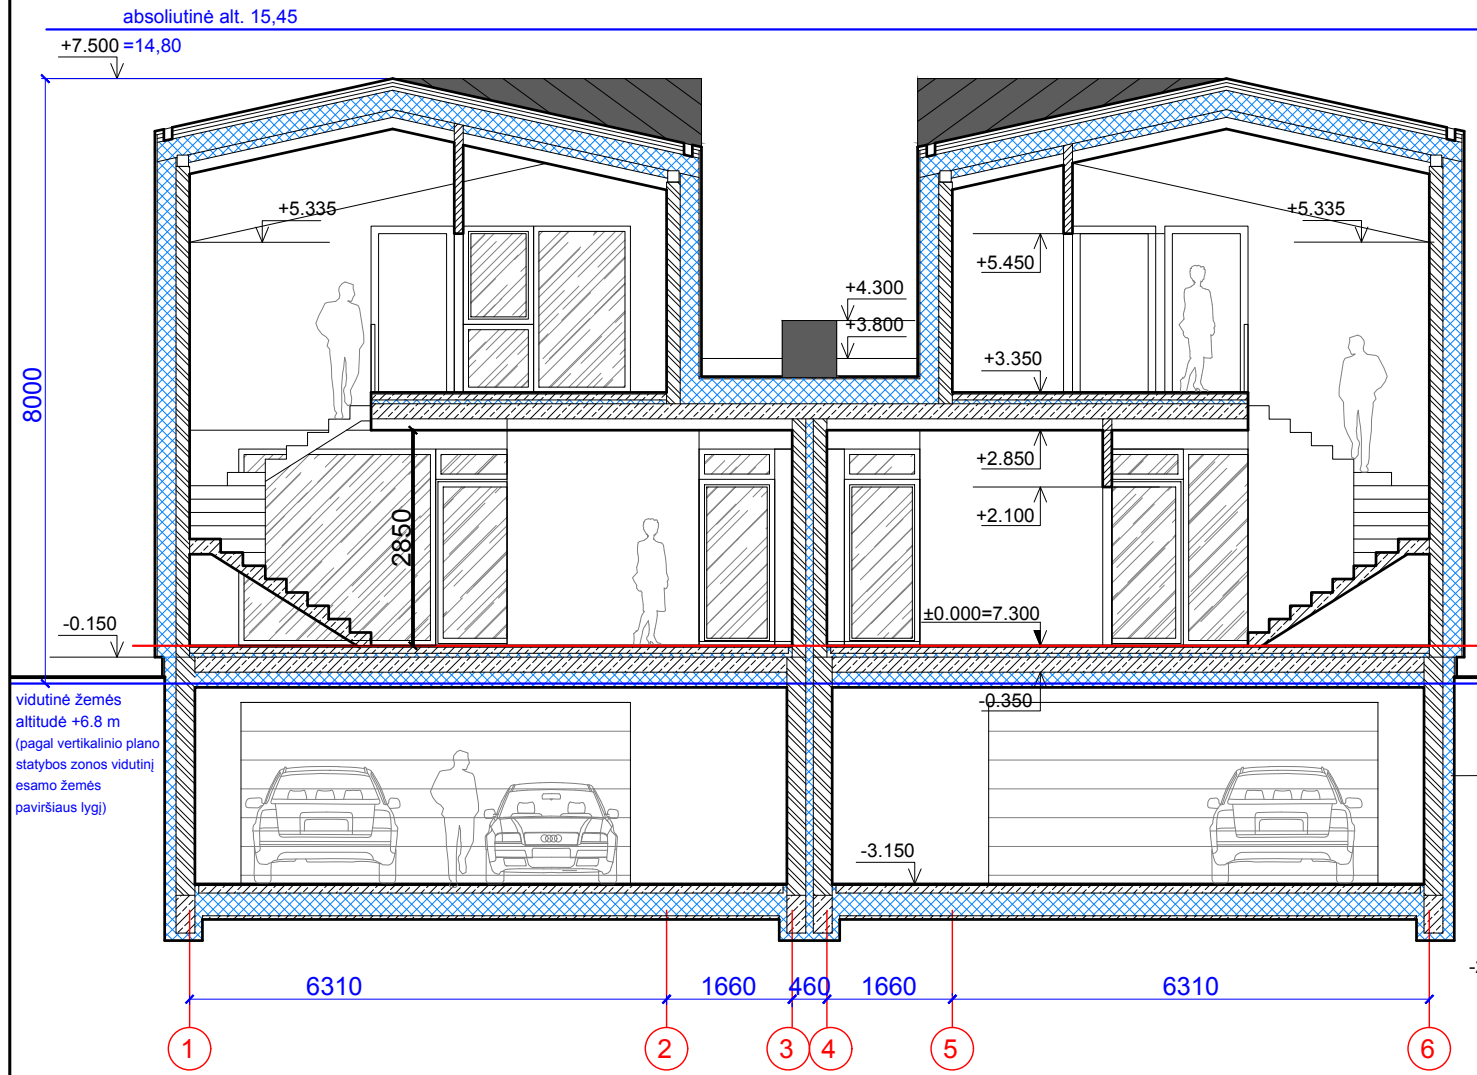 absoliutinė alt. 15,45
+7.500 =14,80
+5.335
+5.335
+5.450
+4.300
+3.800
+3.350
8000
+2.850
2850
+2.100
±0.000=7.300
-0.150
-0.350
vidutinė žemės
altitudė +6.8 m
(pagal vertikalinio plano
statybos zonos vidutinį
esamo žemės
paviršiaus lygį)
-3.150
6310 1660 460 1660 6310
1 2 3 4 5 6